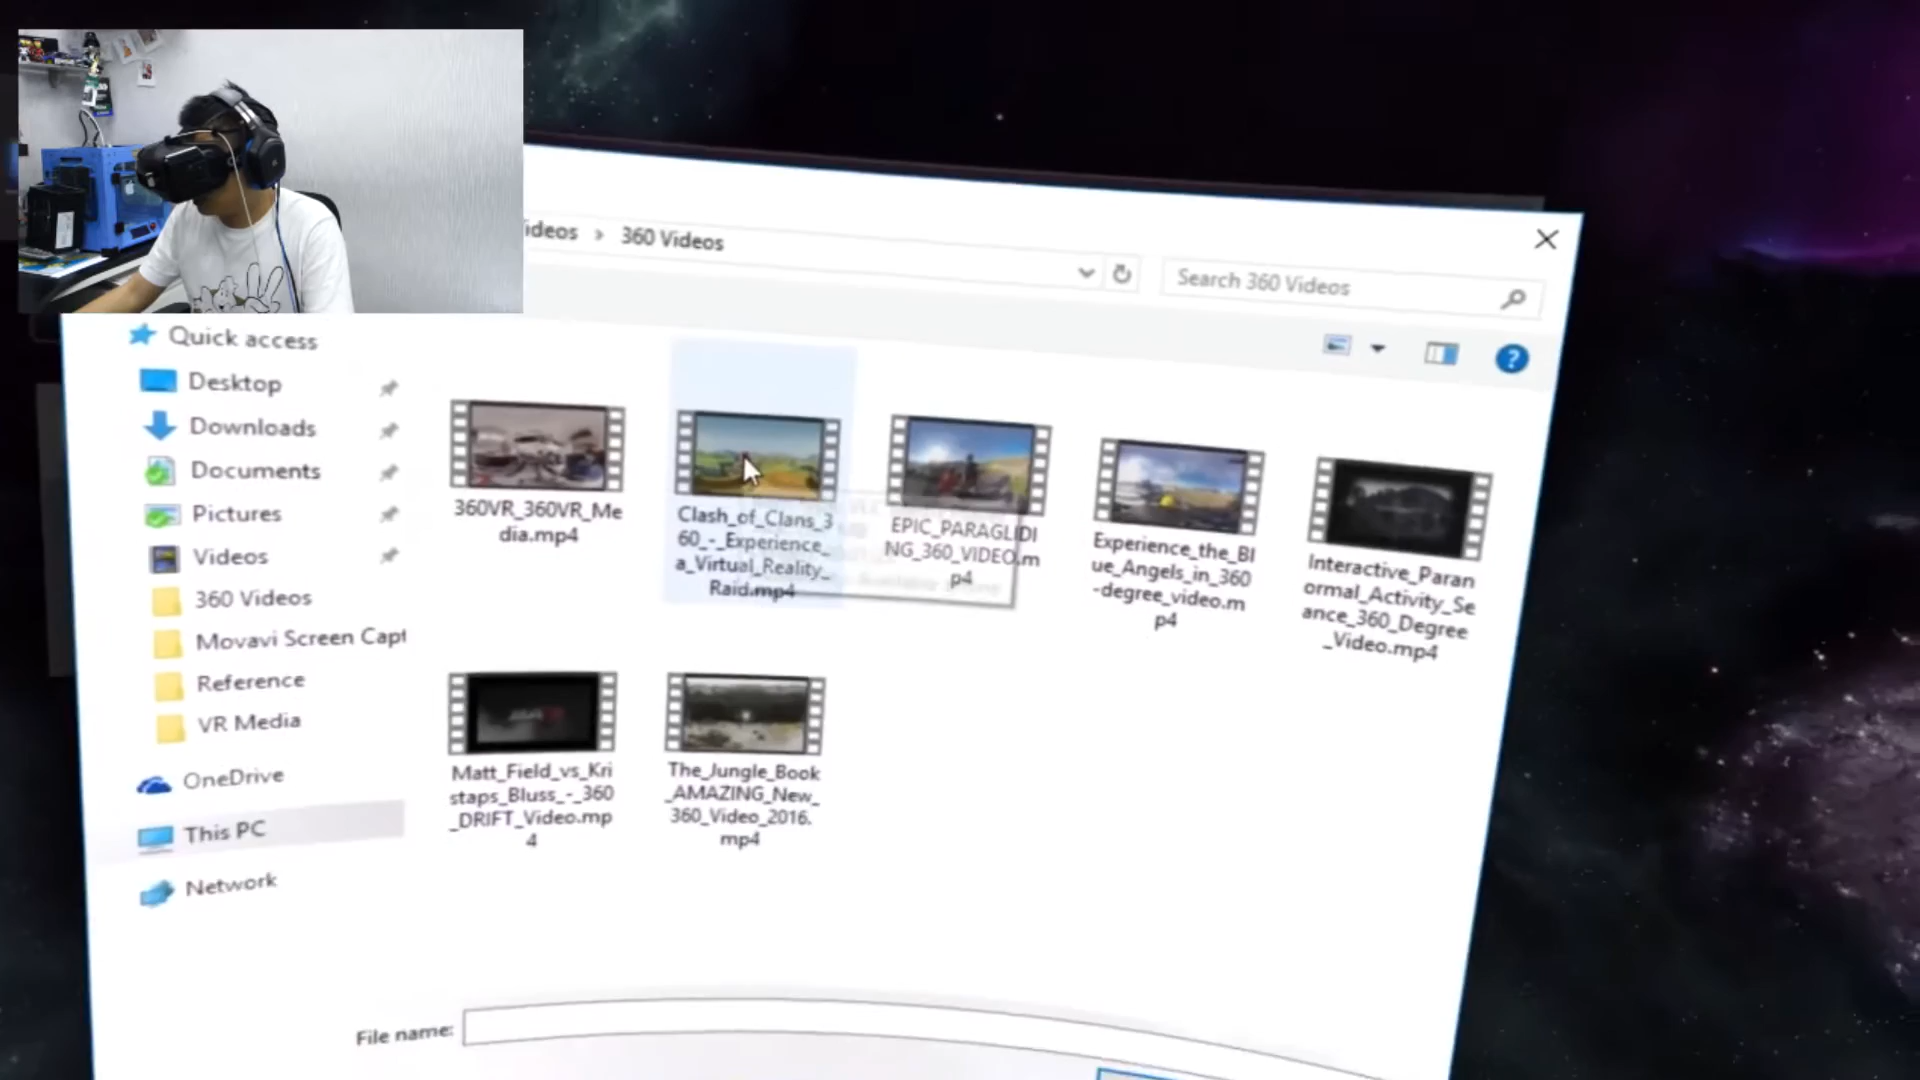 ideos > 360 Videos
Search 360 Videos
Quick access
Desktop
Downloads
Documents
Pictures
Videos
360 Videos
Movavi Screen Capt
Reference
VR Media
OneDrive
This PC
Network
360VR_360VR_Me
dia.mp4
Clash_of_Clans_3
60_-_Experience_
a_Virtual_Reality_
Raid.mp4
EPIC_PARAGLIDI
NG_360_VIDEO.m
p4
Experience_the_Bl
ue_Angels_in_360
-degree_video.m
p4
Interactive_Paran
ormal_Activity_Se
ance_360_Degree
_Video.mp4
Matt_Field_vs_Kri
staps_Bluss_-_360
_DRIFT_Video.mp
4
The_Jungle_Book
_AMAZING_New_
360_Video_2016.
mp4
File name: